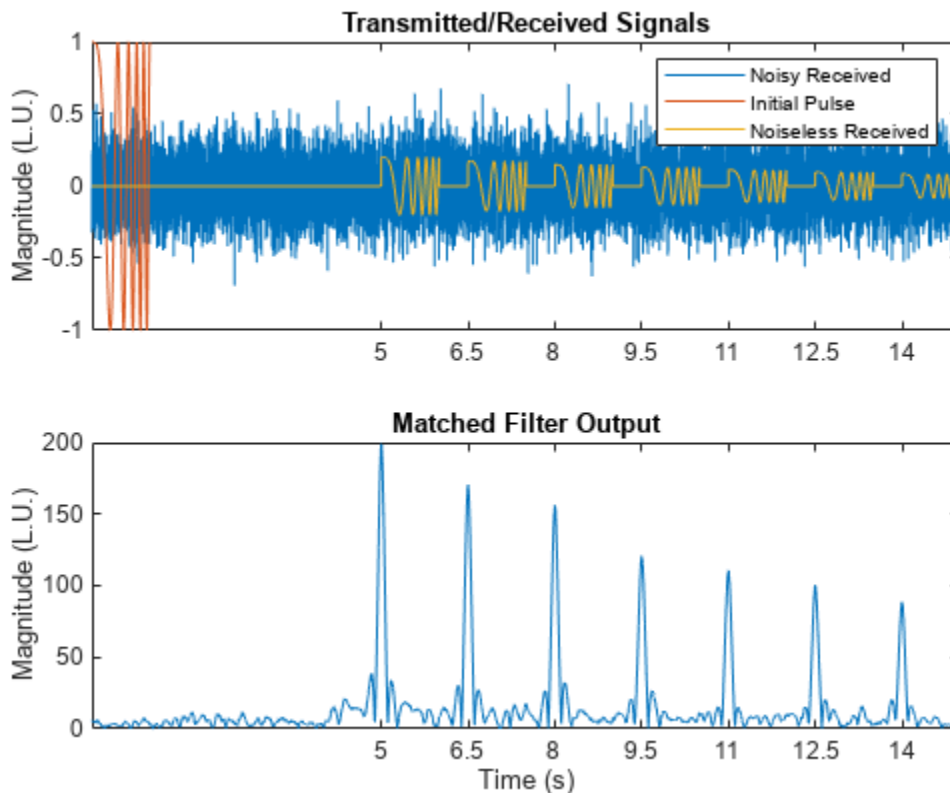 Transmitted/Received Signals
Magnitude (L.U.)
1
0.5
0
-0.5
-1
Noisy Received
Initial Pulse
Noiseless Received
5 6.5 8 9.5 11 12.5 14
Matched Filter Output
Magnitude (L.U.)
200
150
100
50
0
5 6.5 8 9.5 11 12.5 14
Time (s)